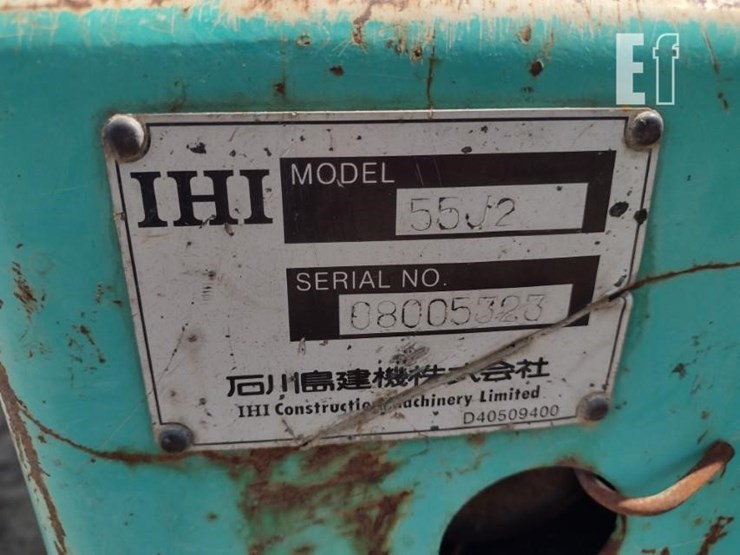 Ef
IHI
MODEL
55J2
SERIAL NO.
08005323
石川島建機株式会社
IHI Construction Machinery Limited
D40509400